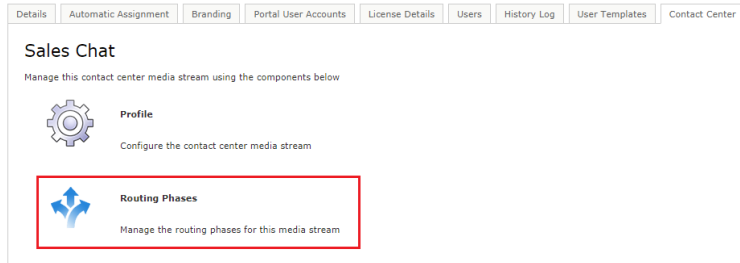 Details Automatic Assignment Branding Portal User Accounts License Details Users History Log User Templates Contact Center
Sales Chat
Manage this contact center media stream using the components below
Profile
Configure the contact center media stream
Routing Phases
Manage the routing phases for this media stream